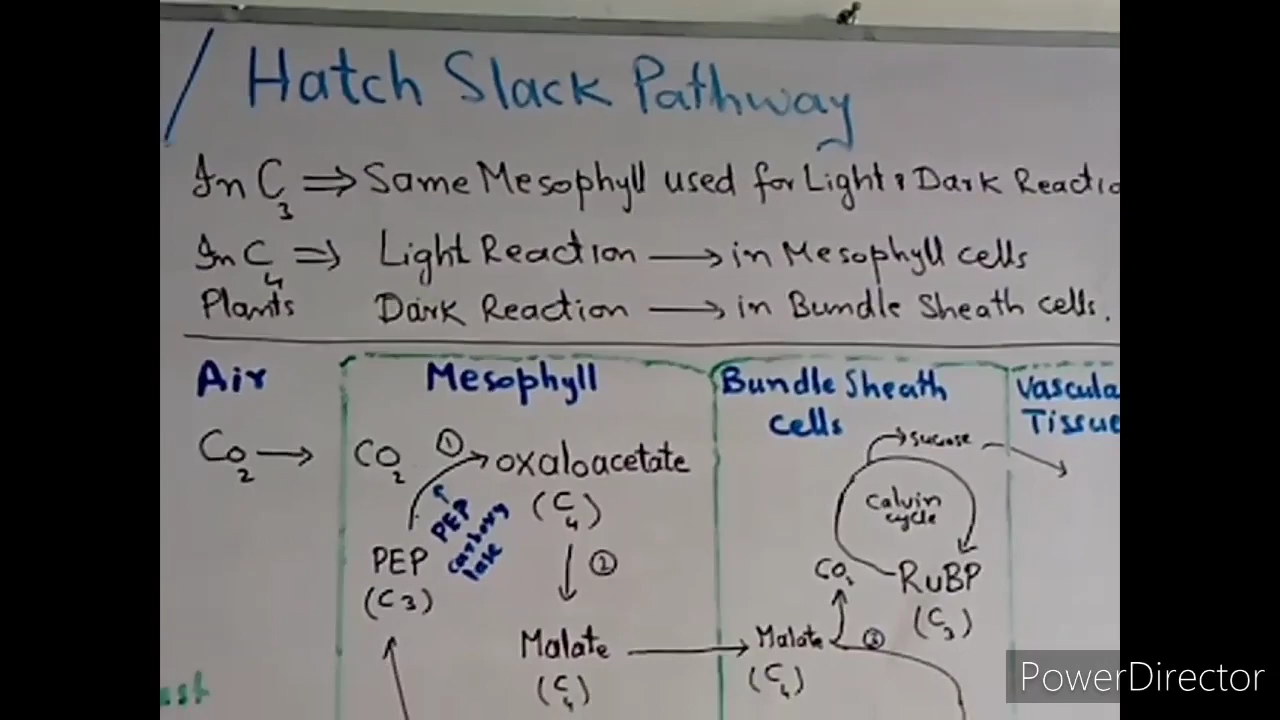 / Hatch Slack Pathway
In C3 ⇒ Same Mesophyll used for Light & Dark Reactio
In C4 ⇒ Light Reaction → in Mesophyll cells
Plants Dark Reaction → in Bundle Sheath cells.
Air
Mesophyll
Bundle Sheath
cells
Vascula
Tissue
CO2 →
CO2
① → oxaloacetate
(C4)
PEP
carboxy
lase
PEP
(C3)
②
Malate
(C4)
→ sucrose
Calvin
cycle
CO2
RuBP
(C3)
Malate
(C4)
PowerDirector